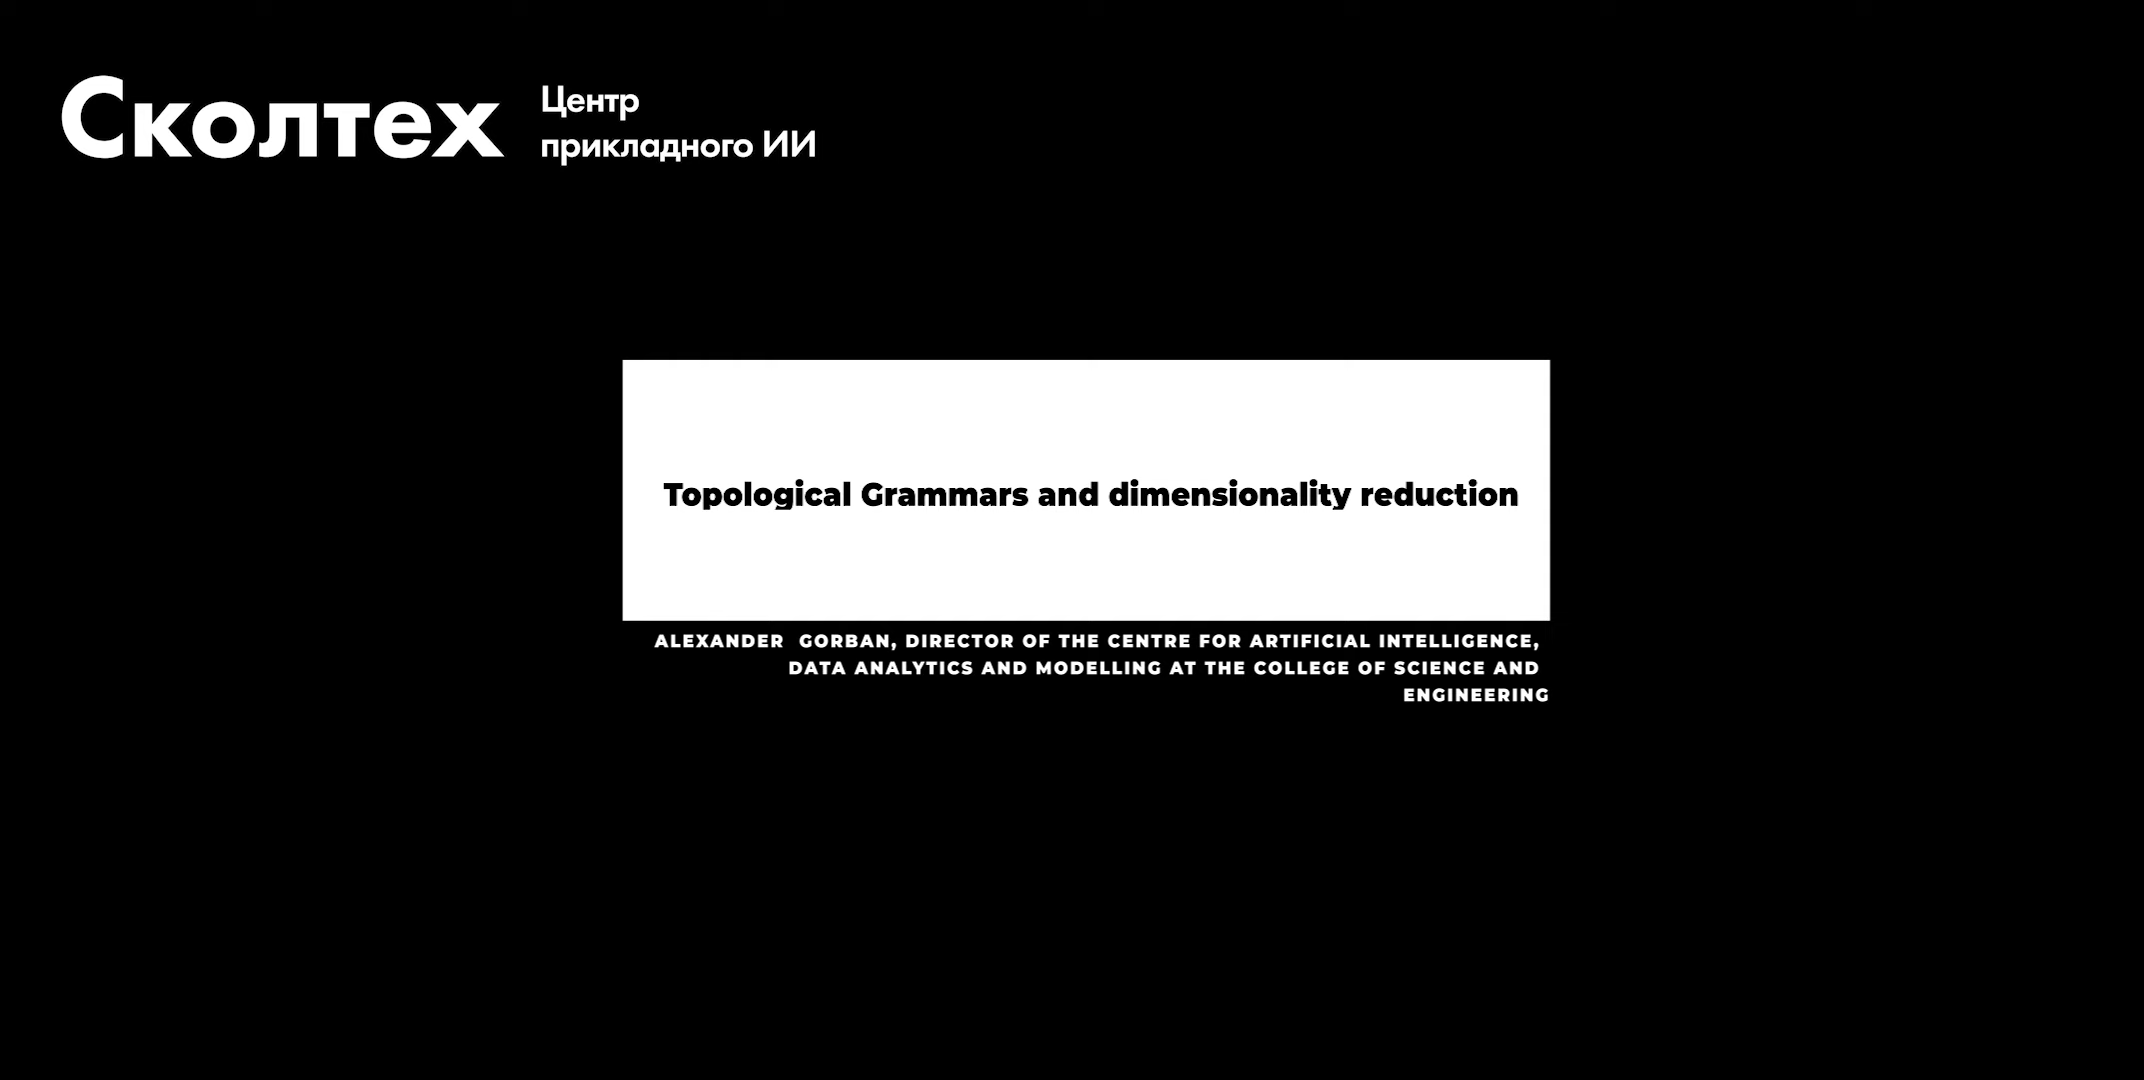 Сколтех
Центр
прикладного ИИ
Topological Grammars and dimensionality reduction
ALEXANDER GORBAN, DIRECTOR OF THE CENTRE FOR ARTIFICIAL INTELLIGENCE,
DATA ANALYTICS AND MODELLING AT THE COLLEGE OF SCIENCE AND
ENGINEERING